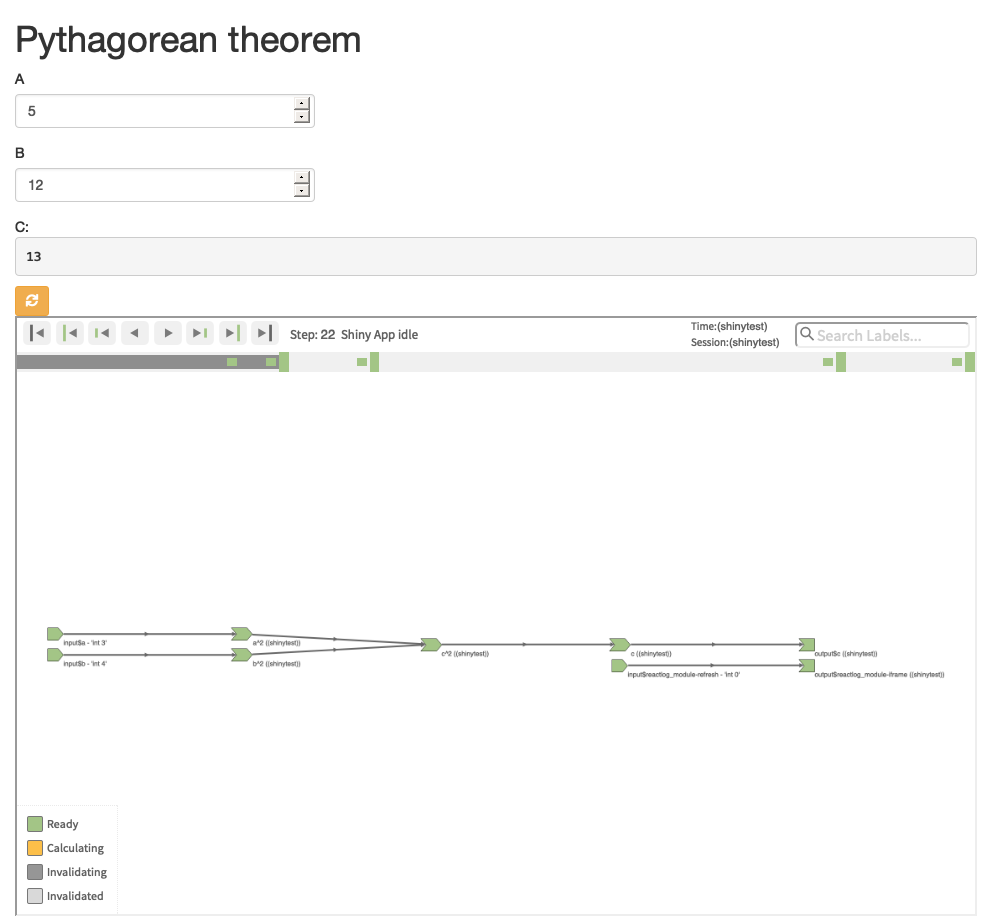 Pythagorean theorem
A
5
B
12
C:
13
Step: 22 Shiny App idle
Time:(shinytest)
Session:(shinytest)
Search Labels...
input$a - 'int 3'
a^2 ((shinytest))
input$b - 'int 4'
b^2 ((shinytest))
c^2 ((shinytest))
c ((shinytest))
output$c ((shinytest))
input$reactlog_module-refresh - 'int 0'
output$reactlog_module-iframe ((shinytest))
Ready
Calculating
Invalidating
Invalidated